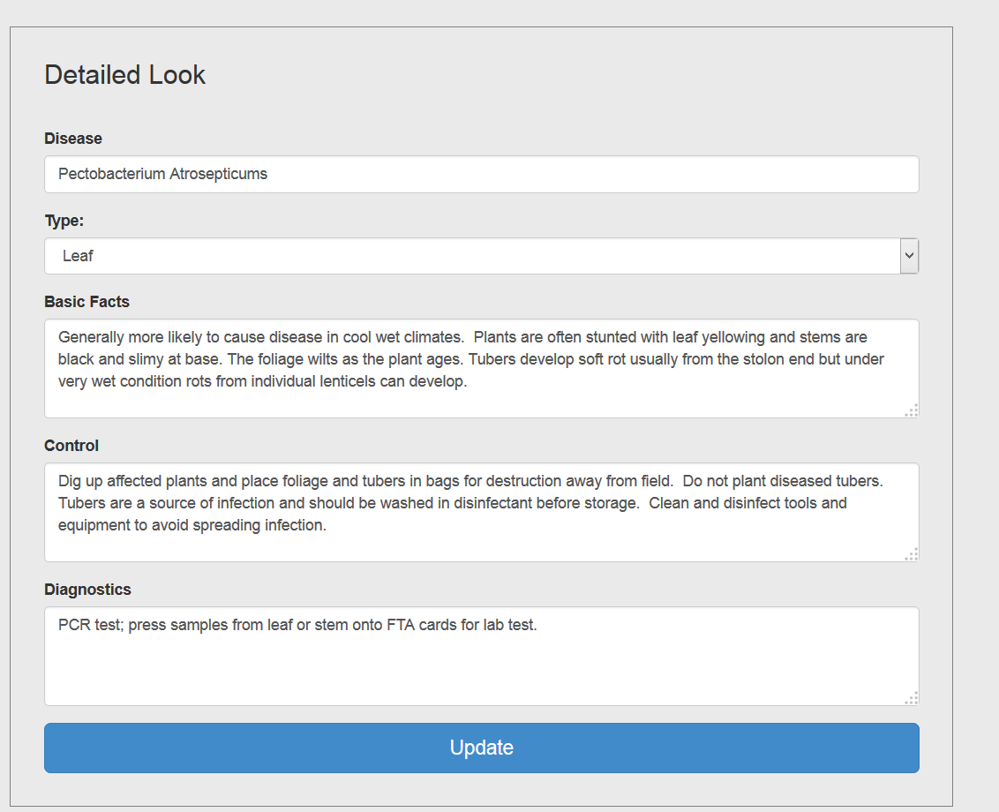 Detailed Look
Disease
Pectobacterium Atrosepticums
Type:
Leaf
Basic Facts
Generally more likely to cause disease in cool wet climates.  Plants are often stunted with leaf yellowing and stems are
black and slimy at base. The foliage wilts as the plant ages. Tubers develop soft rot usually from the stolon end but under
very wet condition rots from individual lenticels can develop.
Control
Dig up affected plants and place foliage and tubers in bags for destruction away from field.  Do not plant diseased tubers.
Tubers are a source of infection and should be washed in disinfectant before storage.  Clean and disinfect tools and
equipment to avoid spreading infection.
Diagnostics
PCR test; press samples from leaf or stem onto FTA cards for lab test.
Update